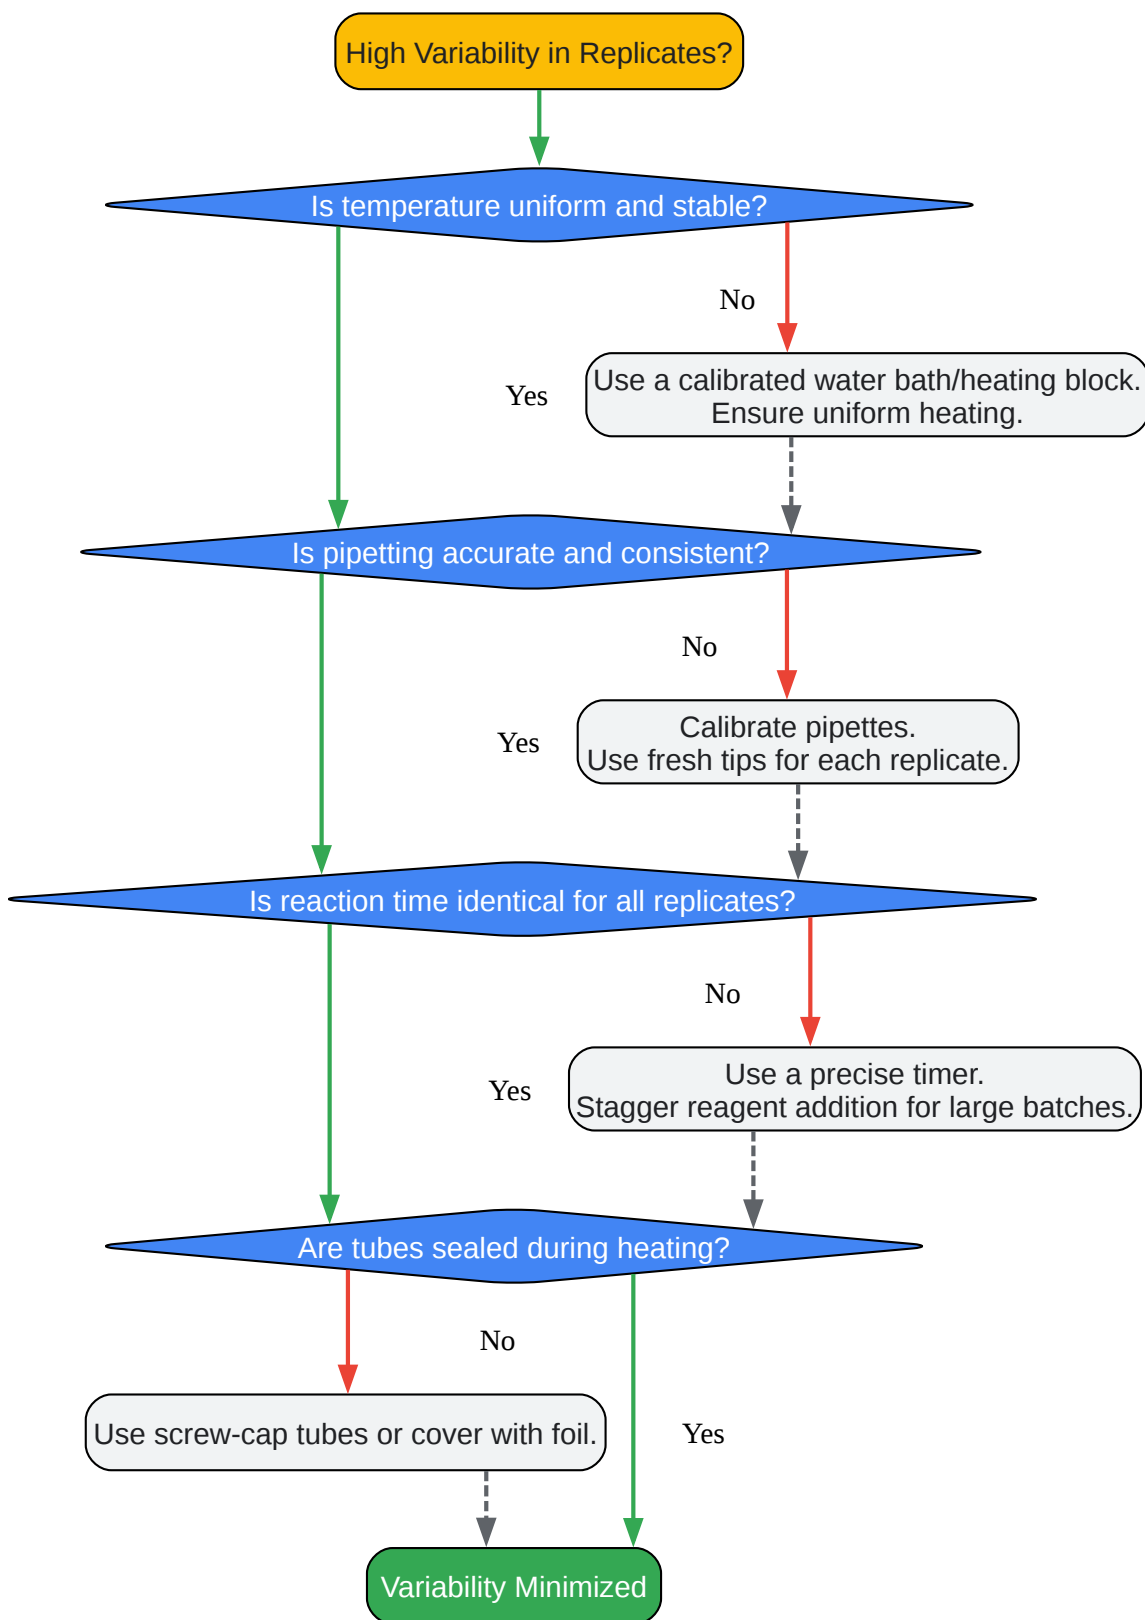 High Variability in Replicates?
Is temperature uniform and stable?
No
Yes
Use a calibrated water bath/heating block.
Ensure uniform heating.
Is pipetting accurate and consistent?
No
Yes
Calibrate pipettes.
Use fresh tips for each replicate.
Is reaction time identical for all replicates?
No
Yes
Use a precise timer.
Stagger reagent addition for large batches.
Are tubes sealed during heating?
No
Use screw-cap tubes or cover with foil.
Yes
Variability Minimized